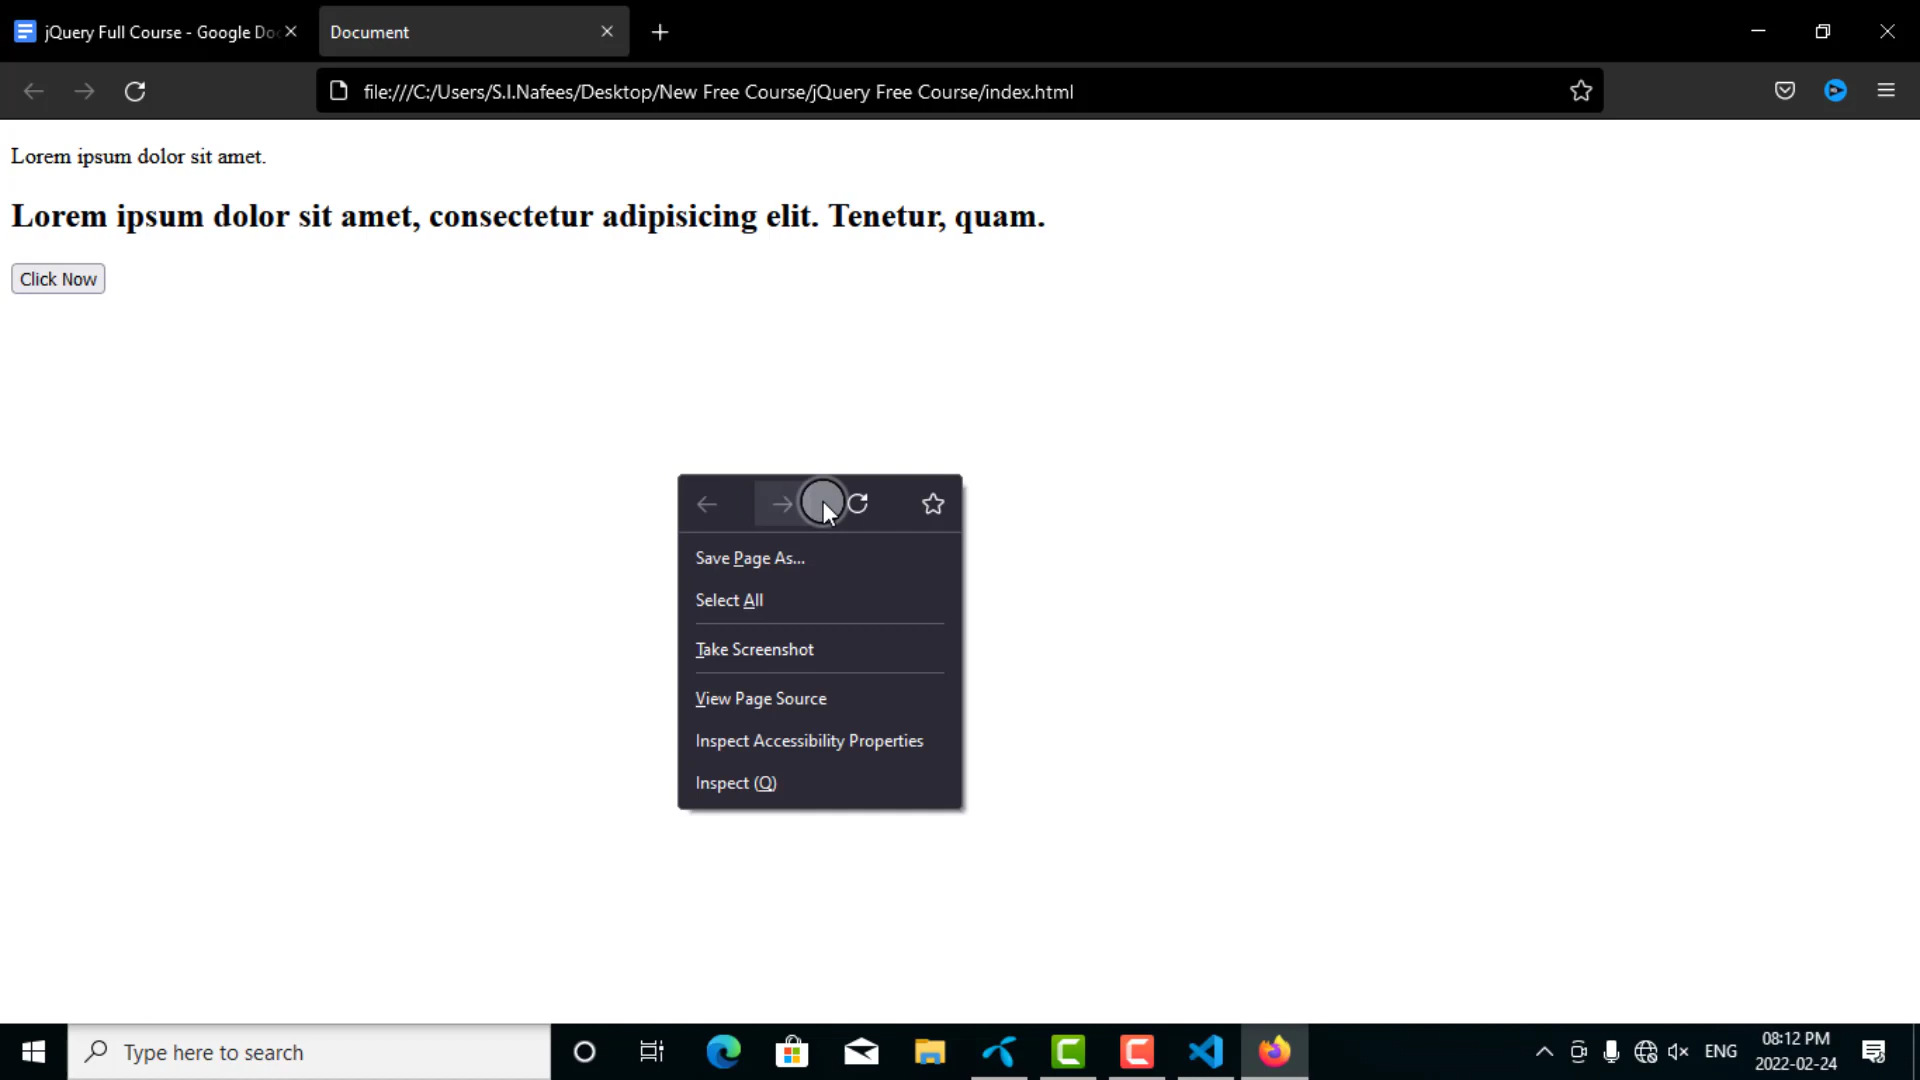 jQuery Full Course - Google Do
Document
file:///C:/Users/S.I.Nafees/Desktop/New Free Course/jQuery Free Course/index.html
Lorem ipsum dolor sit amet.
Lorem ipsum dolor sit amet, consectetur adipisicing elit. Tenetur, quam.
Click Now
Save Page As...
Select All
Take Screenshot
View Page Source
Inspect Accessibility Properties
Inspect (Q)
Type here to search
ENG
08:12 PM
2022-02-24